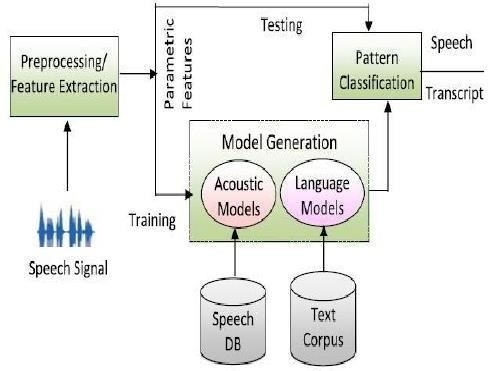 Preprocessing/
Feature Extraction
Parametric
Features
Testing
Pattern
Classification
Speech
Transcript
Model Generation
Acoustic
Models
Language
Models
Training
Speech Signal
Speech
DB
Text
Corpus